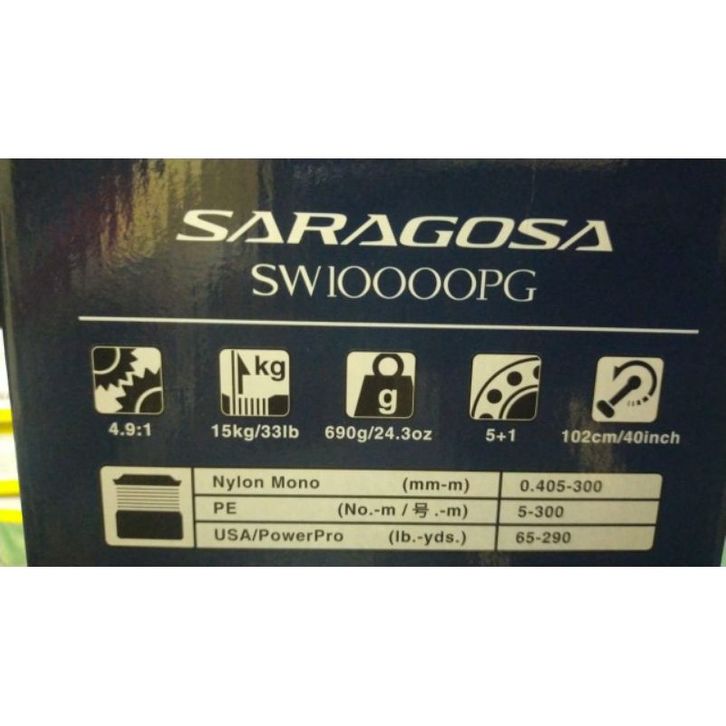 SARAGOSA
SW10000PG
kg
g
4.9:1 15kg/33lb 690g/24.3oz 5+1 102cm/40inch
Nylon Mono (mm-m) 0.405-300
PE (No.-m / 号.-m) 5-300
USA/PowerPro (lb.-yds.) 65-290